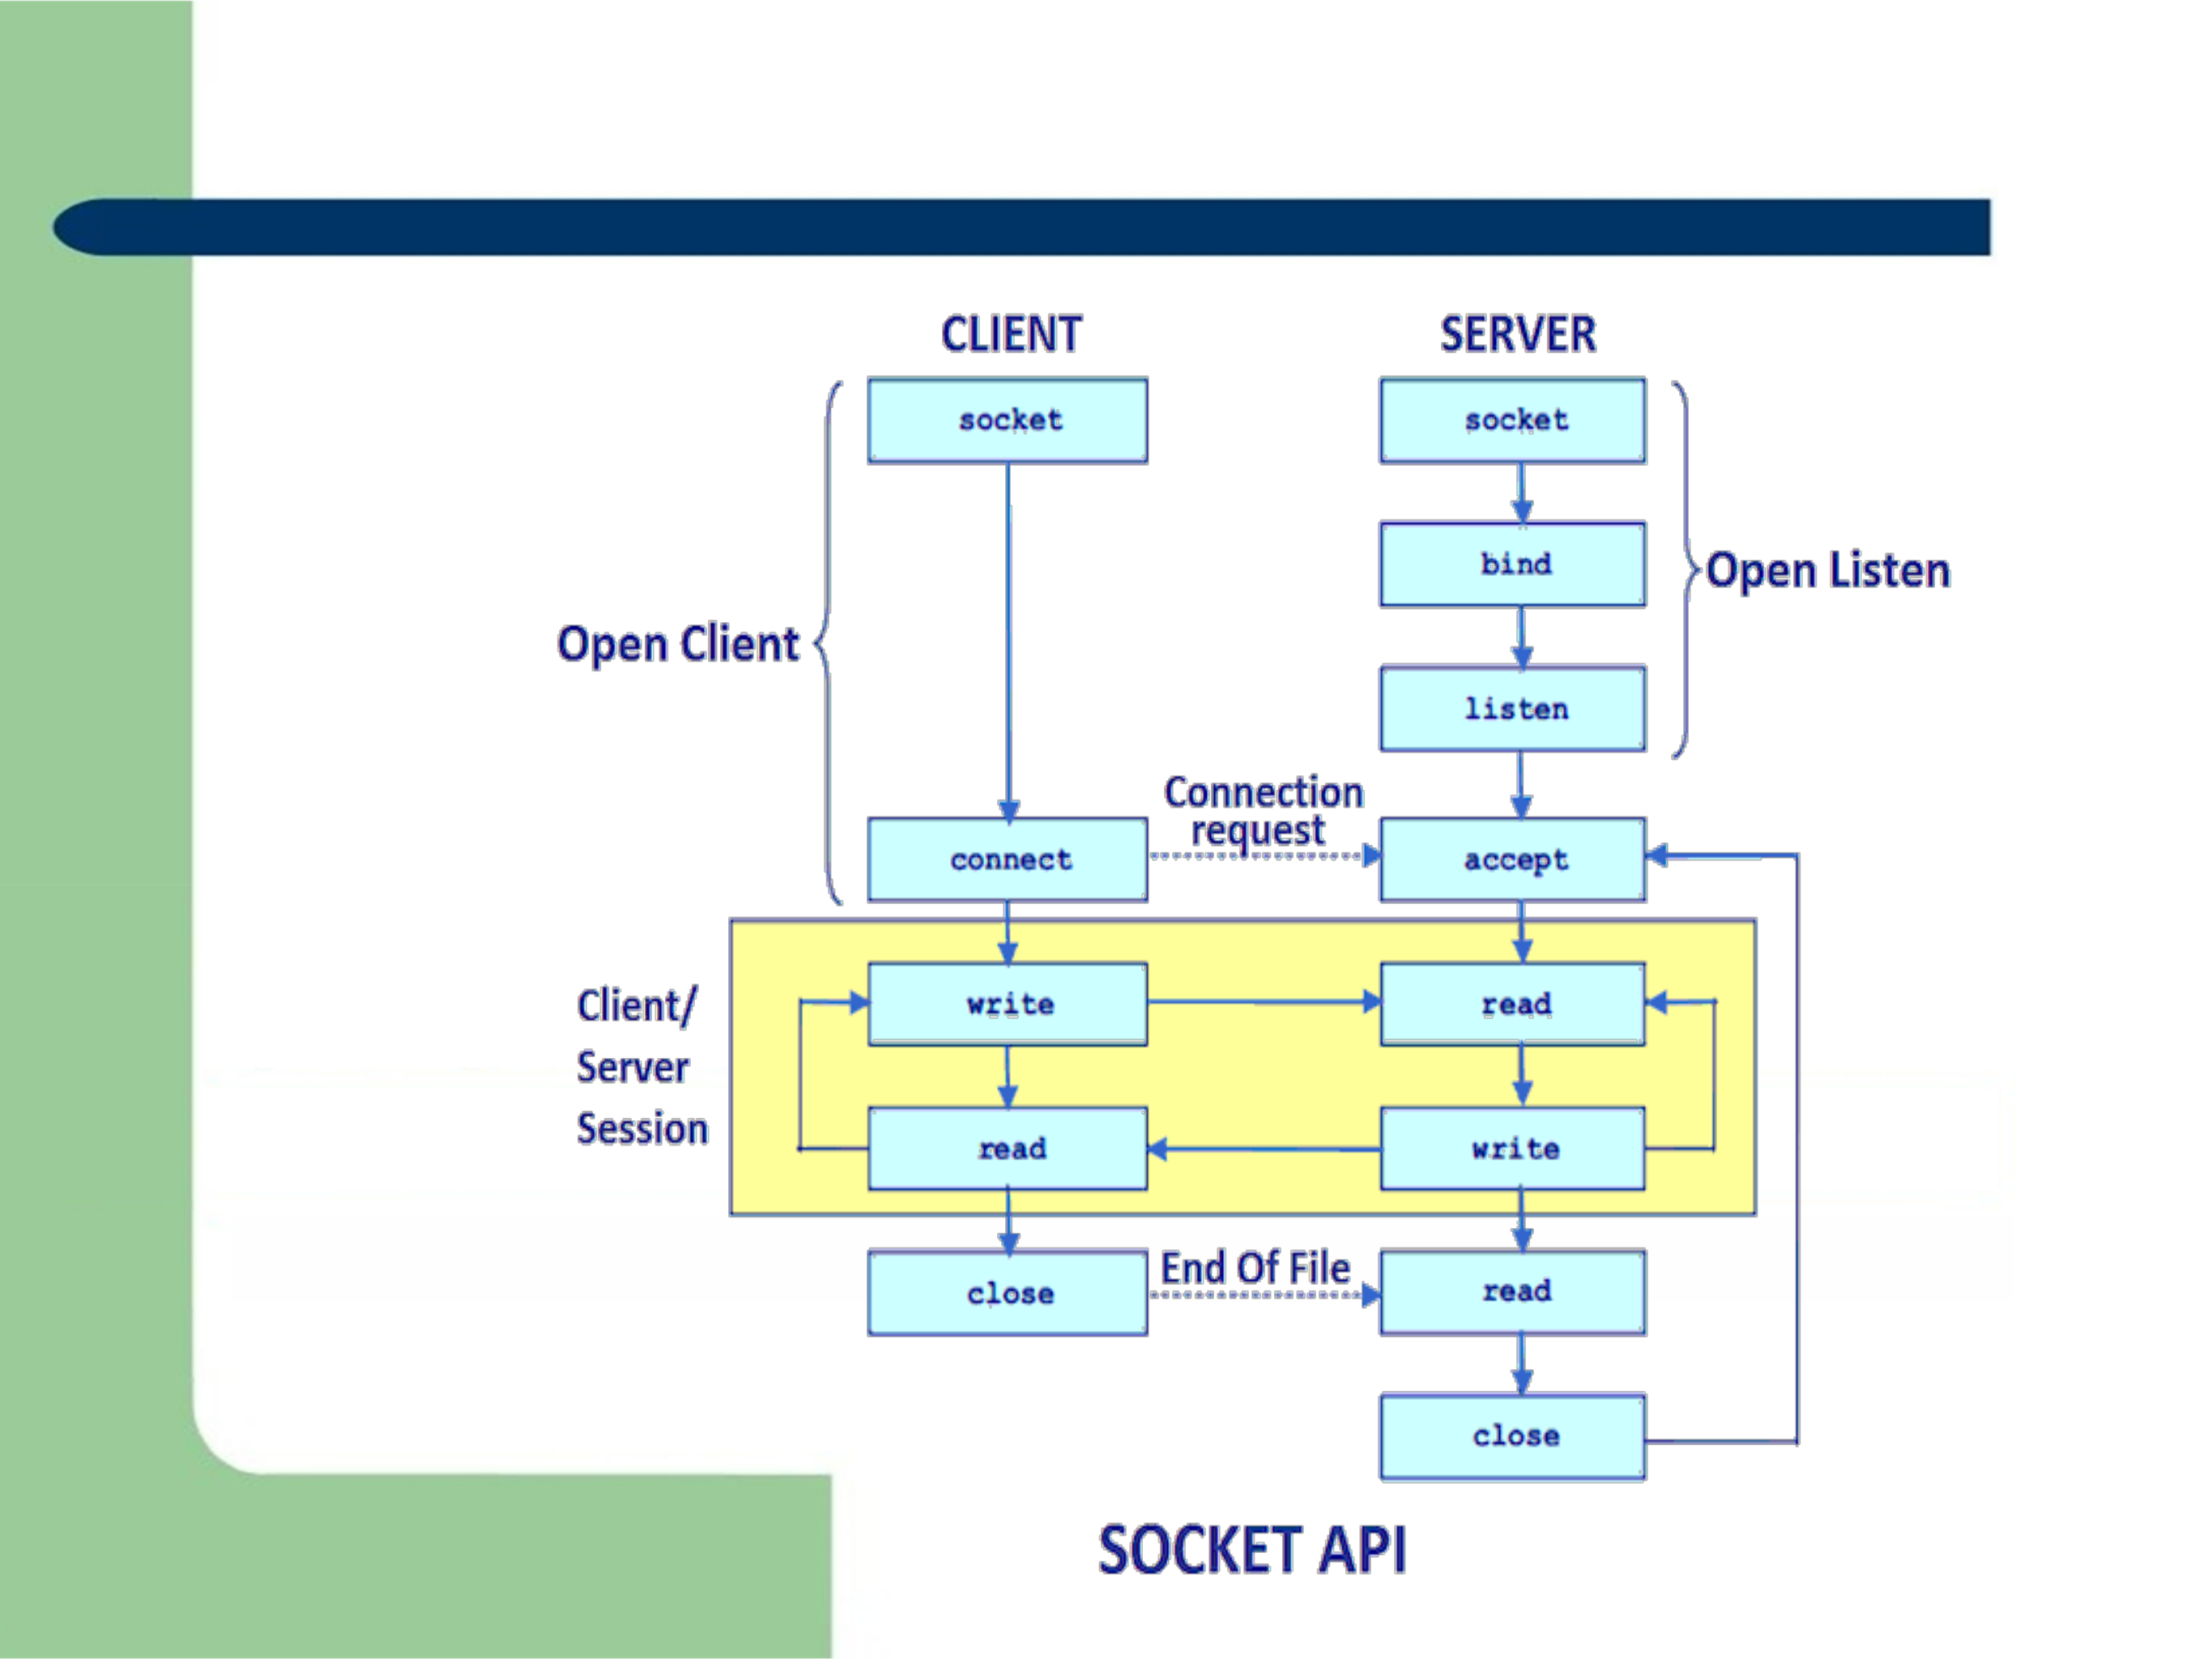 CLIENT
SERVER
socket
socket
bind
Open Listen
Open Client
listen
Connection
request
connect
accept
Client/
Server
Session
write
read
read
write
End Of File
close
read
close
SOCKET API